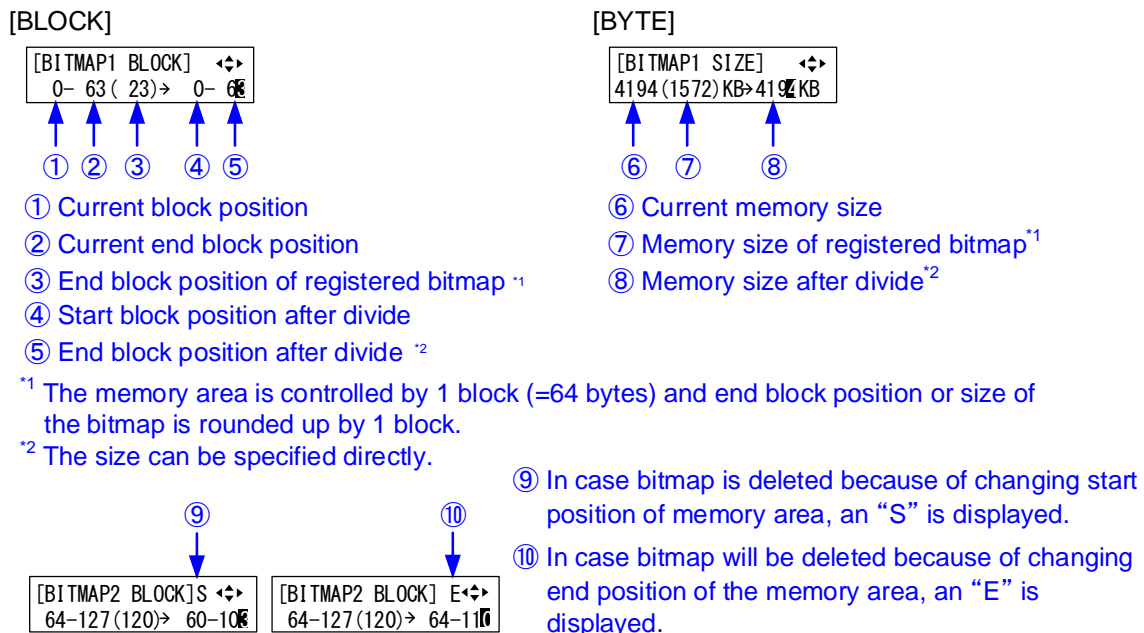 [BLOCK]
[BYTE]
[BITMAP1 BLOCK]
0- 63( 23)→ 0- 63
[BITMAP1 SIZE]
4194(1572)KB→4194KB
① ② ③ ④ ⑤
⑥ ⑦ ⑧
① Current block position
② Current end block position
③ End block position of registered bitmap *1
④ Start block position after divide
⑤ End block position after divide *2
⑥ Current memory size
⑦ Memory size of registered bitmap*1
⑧ Memory size after divide*2
*1 The memory area is controlled by 1 block (=64 bytes) and end block position or size of
the bitmap is rounded up by 1 block.
*2 The size can be specified directly.
⑨ ⑩
[BITMAP2 BLOCK]S
64-127(120)→ 60-103
[BITMAP2 BLOCK] E
64-127(120)→ 64-110
⑨ In case bitmap is deleted because of changing start
position of memory area, an “S” is displayed.
⑩ In case bitmap will be deleted because of changing
end position of the memory area, an “E” is
displayed.